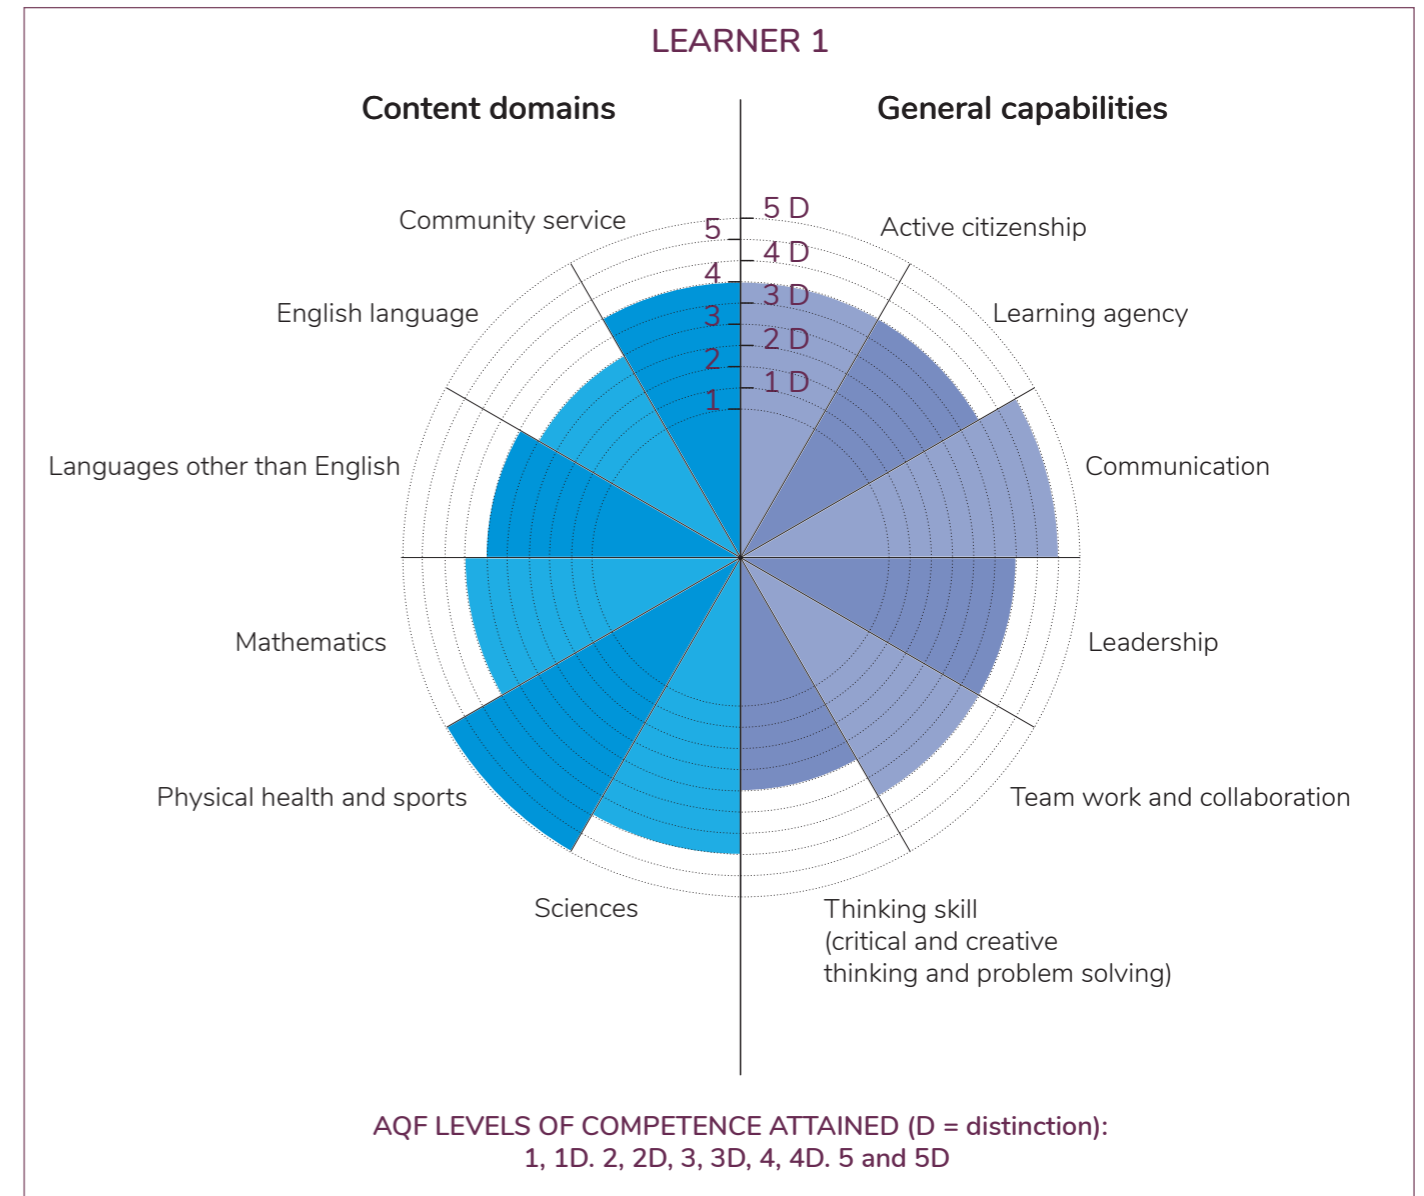 LEARNER 1
Content domains
General capabilities
Community service
English language
Languages other than English
Mathematics
Physical health and sports
Sciences
5
4
3
2
1
5 D
4 D
3 D
2 D
1 D
Active citizenship
Learning agency
Communication
Leadership
Team work and collaboration
Thinking skill
(critical and creative
thinking and problem solving)
AQF LEVELS OF COMPETENCE ATTAINED (D = distinction):
1, 1D. 2, 2D, 3, 3D, 4, 4D. 5 and 5D